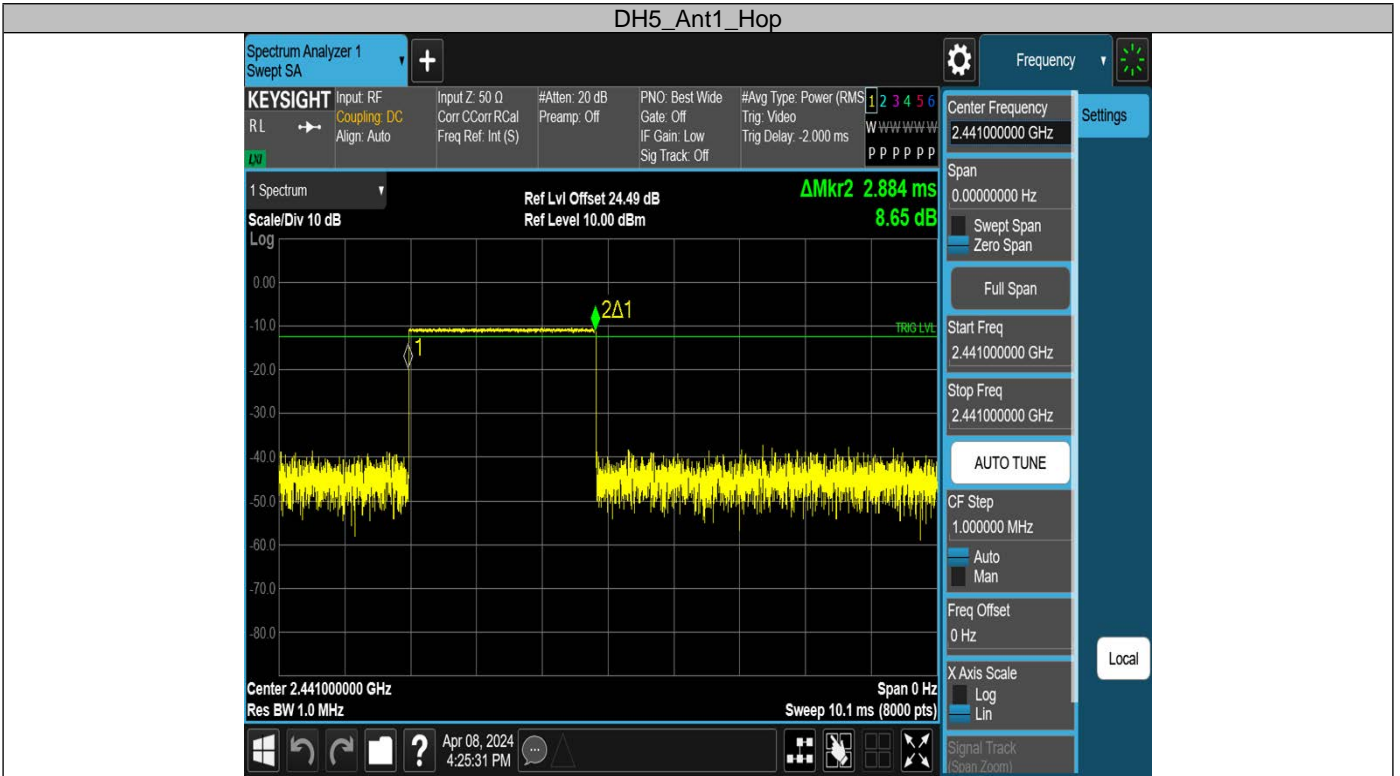 DH5_Ant1_Hop
Spectrum Analyzer 1
Swept SA
+
Frequency
KEYSIGHT
R L
LXI
Input: RF
Coupling: DC
Align: Auto
Input Z: 50 Ω
Corr CCorr RCal
Freq Ref: Int (S)
#Atten: 20 dB
Preamp: Off
PNO: Best Wide
Gate: Off
IF Gain: Low
Sig Track: Off
#Avg Type: Power (RMS
Trig: Video
Trig Delay: -2.000 ms
1 2 3 4 5 6
W W W W W W
P P P P P P
1 Spectrum
Scale/Div 10 dB
Ref Lvl Offset 24.49 dB
Ref Level 10.00 dBm
ΔMkr2 2.884 ms
8.65 dB
Log
0.00
-10.0
-20.0
-30.0
-40.0
-50.0
-60.0
-70.0
-80.0
2Δ1
1
TRIG LVL
Center 2.441000000 GHz
Res BW 1.0 MHz
Span 0 Hz
Sweep 10.1 ms (8000 pts)
Center Frequency
2.441000000 GHz
Settings
Span
0.00000000 Hz
Swept Span
Zero Span
Full Span
Start Freq
2.441000000 GHz
Stop Freq
2.441000000 GHz
AUTO TUNE
CF Step
1.000000 MHz
Auto
Man
Freq Offset
0 Hz
X Axis Scale
Log
Lin
Signal Track
(Span Zoom)
Local
?
Apr 08, 2024
4:25:31 PM